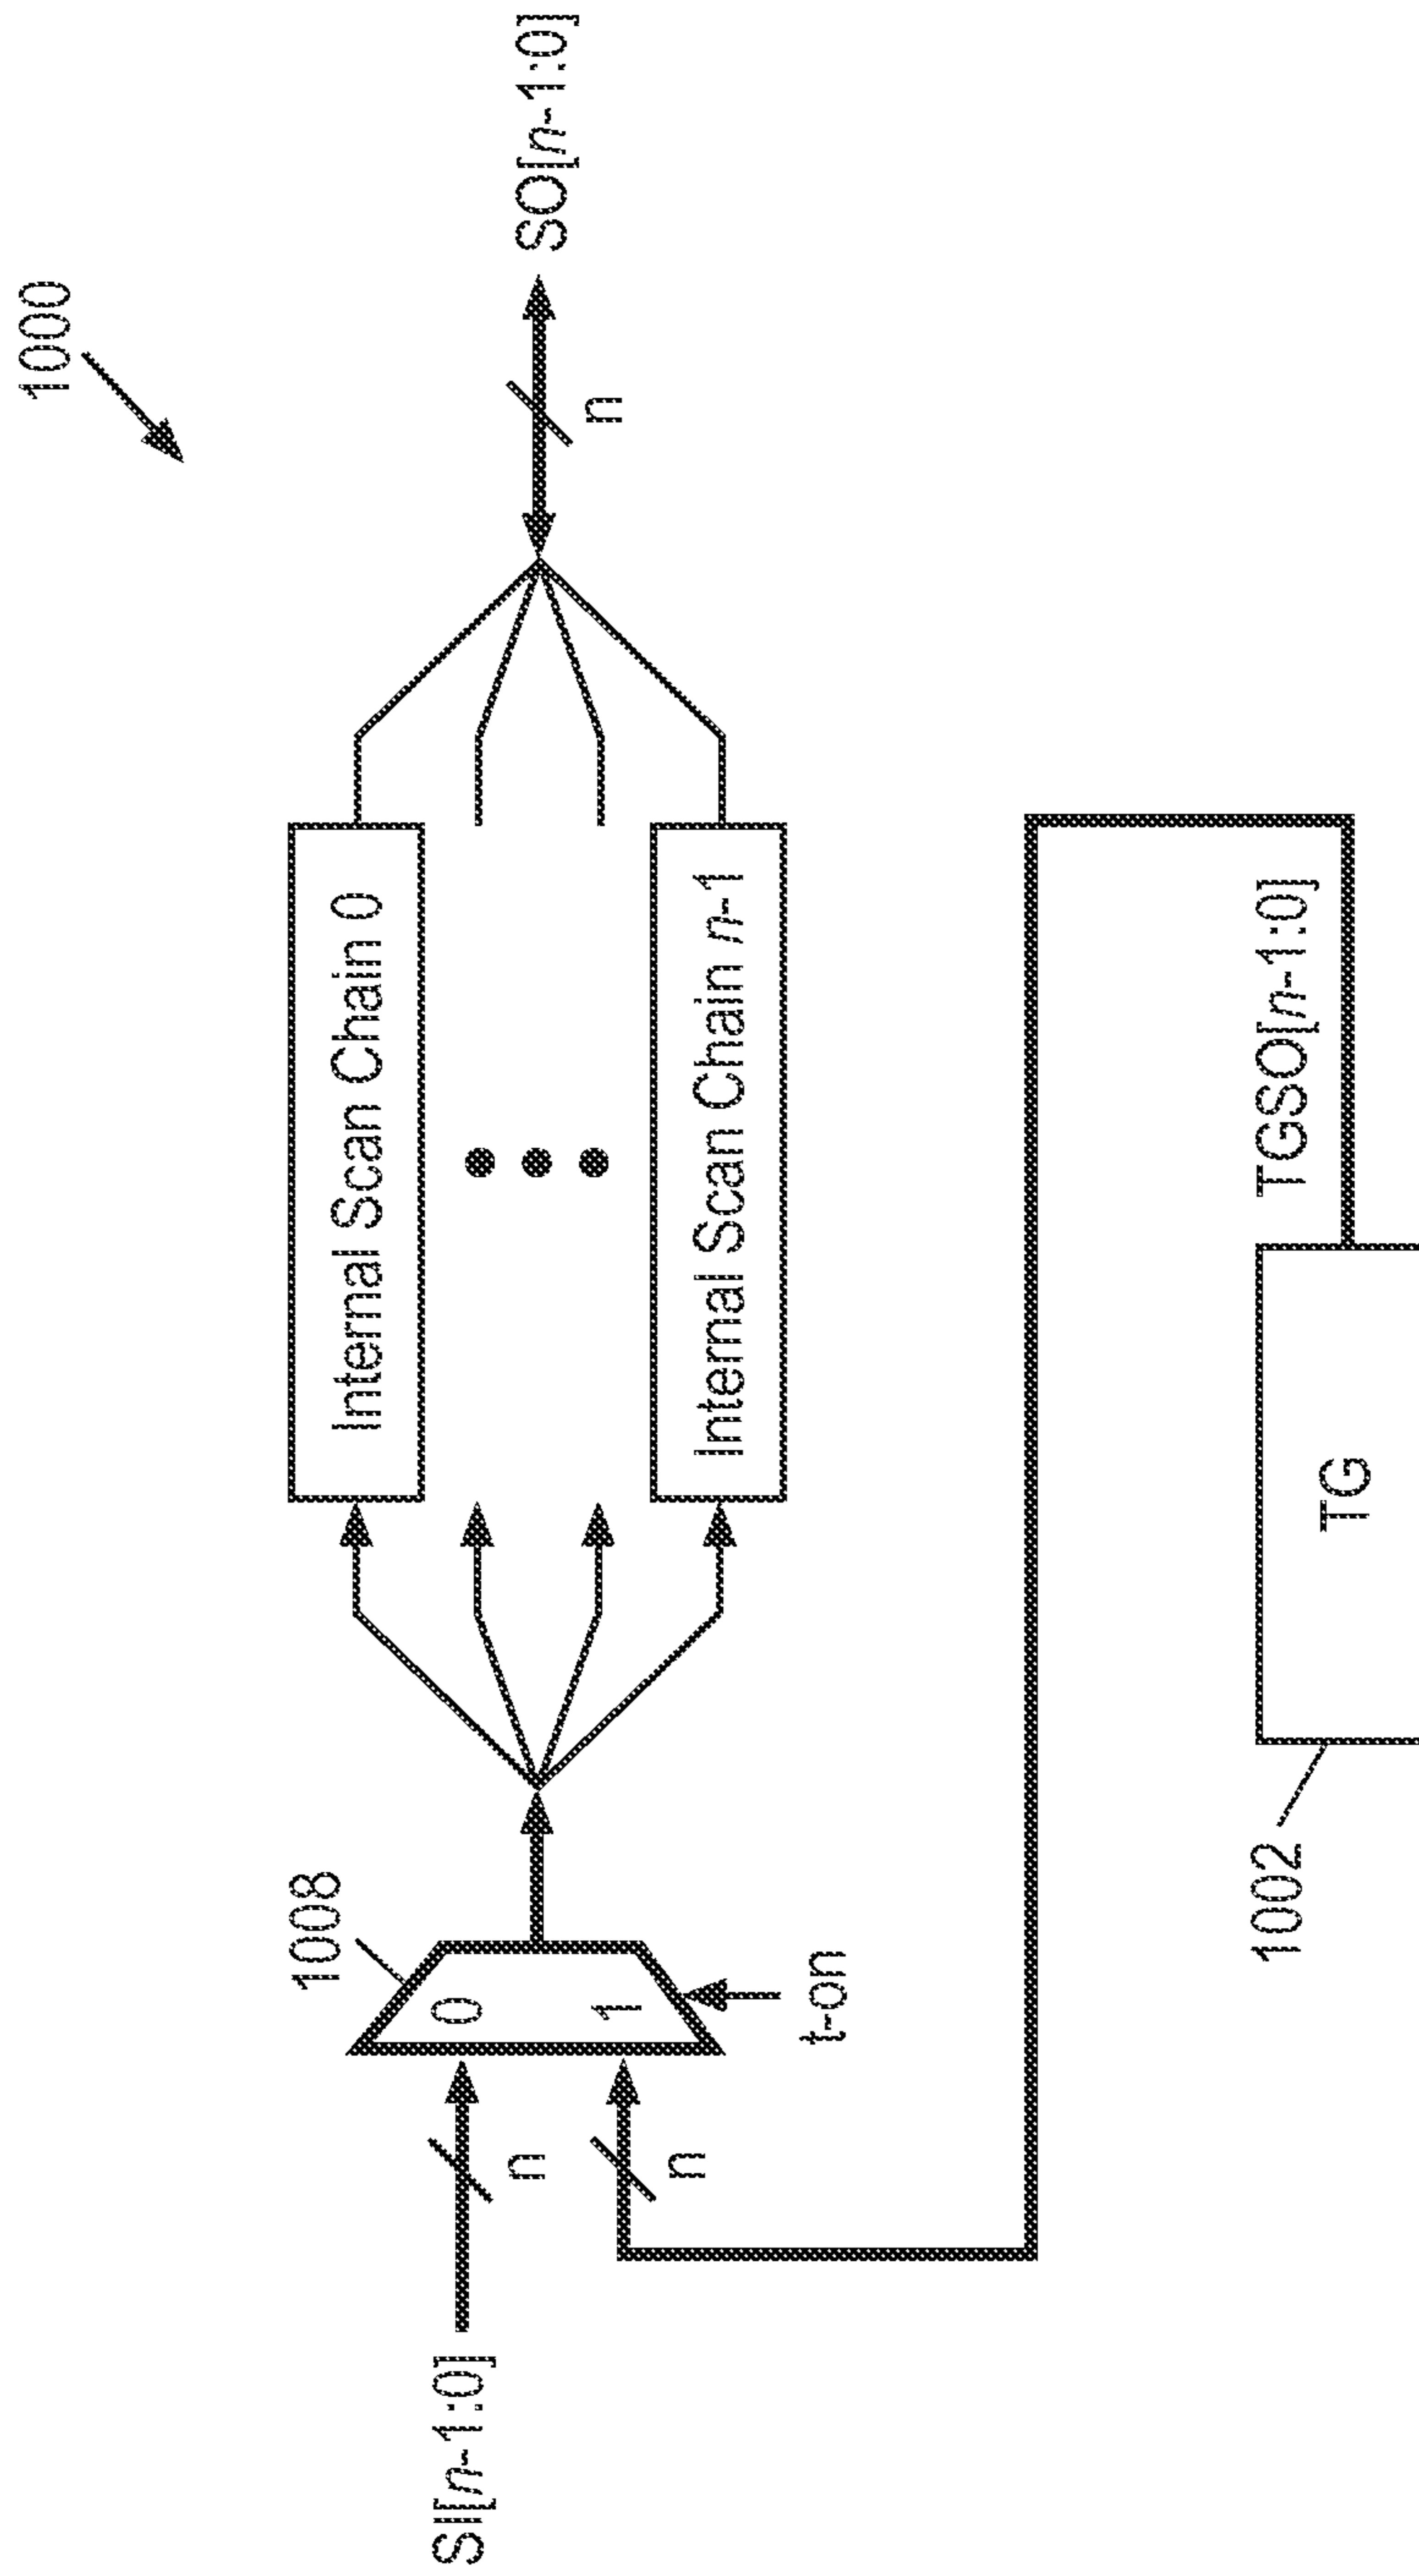 1000
1008
Internal Scan Chain 0
SI[n-1:0]
n
0
SO[n-1:0]
n
n
1
Internal Scan Chain n-1
t-on
TGSO[n-1:0]
1002
TG